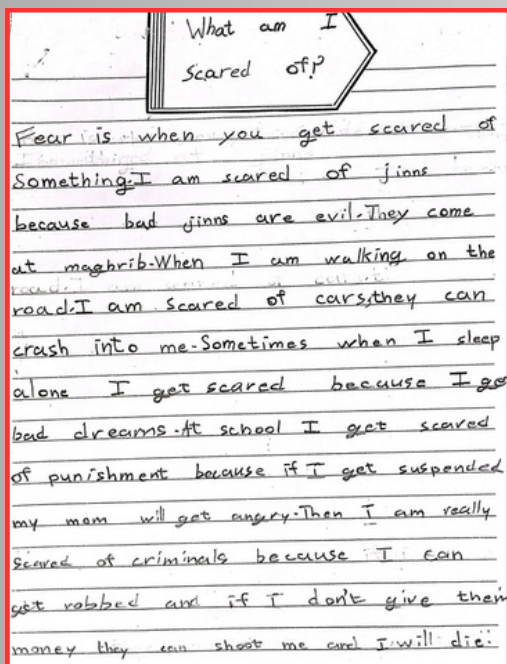 What am I
scared of?
Fear is when you get scared of
Something.I am scared of jinns
because bad jinns are evil.They come
at maghrib.When I am walking on the
road.I am scared of cars,they can
crash into me.Sometimes when I sleep
alone I get scared because I ge
bad dreams.At school I get scared
of punishment because if I get suspended
my mom will get angry.Then I am really
scared of criminals because I can
get robbed and if I don't give them
money they can shoot me and I will die.